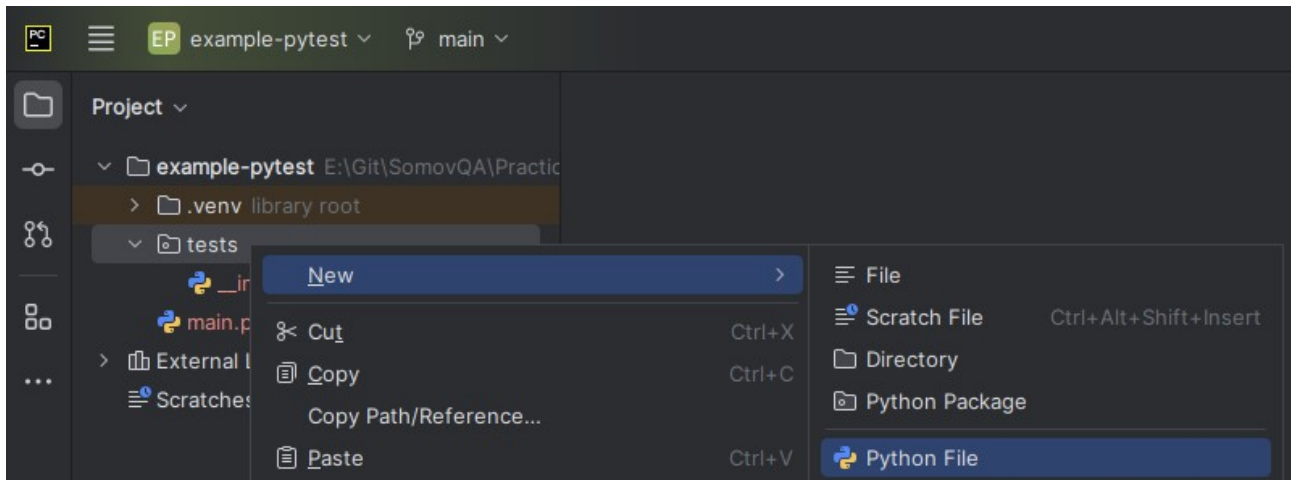 PC
EP example-pytest main
Project
example-pytest E:\Git\SomovQA\Practic
.venv library root
tests
__in
main.p
External L
Scratches
New
Cut Ctrl+X
Copy Ctrl+C
Copy Path/Reference...
Paste Ctrl+V
File
Scratch File Ctrl+Alt+Shift+Insert
Directory
Python Package
Python File